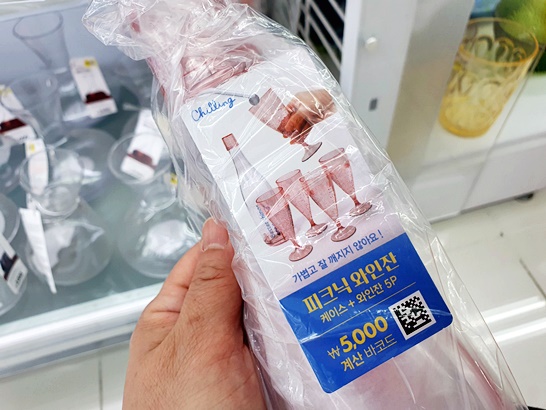 Chilling
가볍고 잘 깨지지 않아요!
피크닉 와인잔
케이스 + 와인잔 5P
₩5,000
계산 바코드